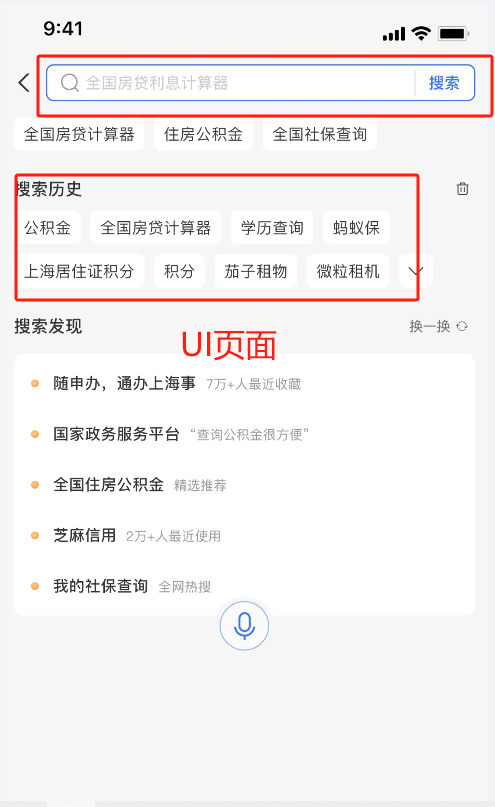 9:41
全国房贷利息计算器 搜索
全国房贷计算器 住房公积金 全国社保查询
搜索历史
公积金 全国房贷计算器 学历查询 蚂蚁保
上海居住证积分 积分 茄子租物 微粒租机
搜索发现 换一换
UI页面
随申办，通办上海事 7万+人最近收藏
国家政务服务平台 “查询公积金很方便”
全国住房公积金 精选推荐
芝麻信用 2万+人最近使用
我的社保查询 全网热搜